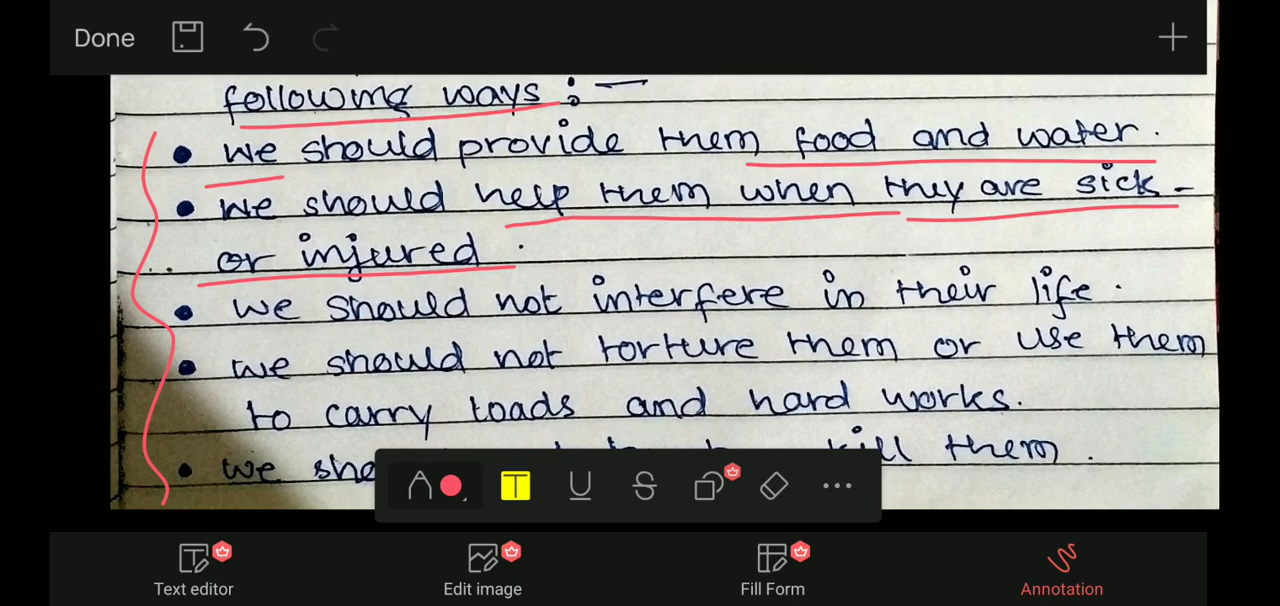 Done
following ways :-
• we should provide them food and water.
• we should help them when they are sick -
or injured .
• we should not interfere in their life.
• we should not torture them or use them
to carry loads and hard works.
• we kill them.
T U S
Text editor Edit image Fill Form Annotation